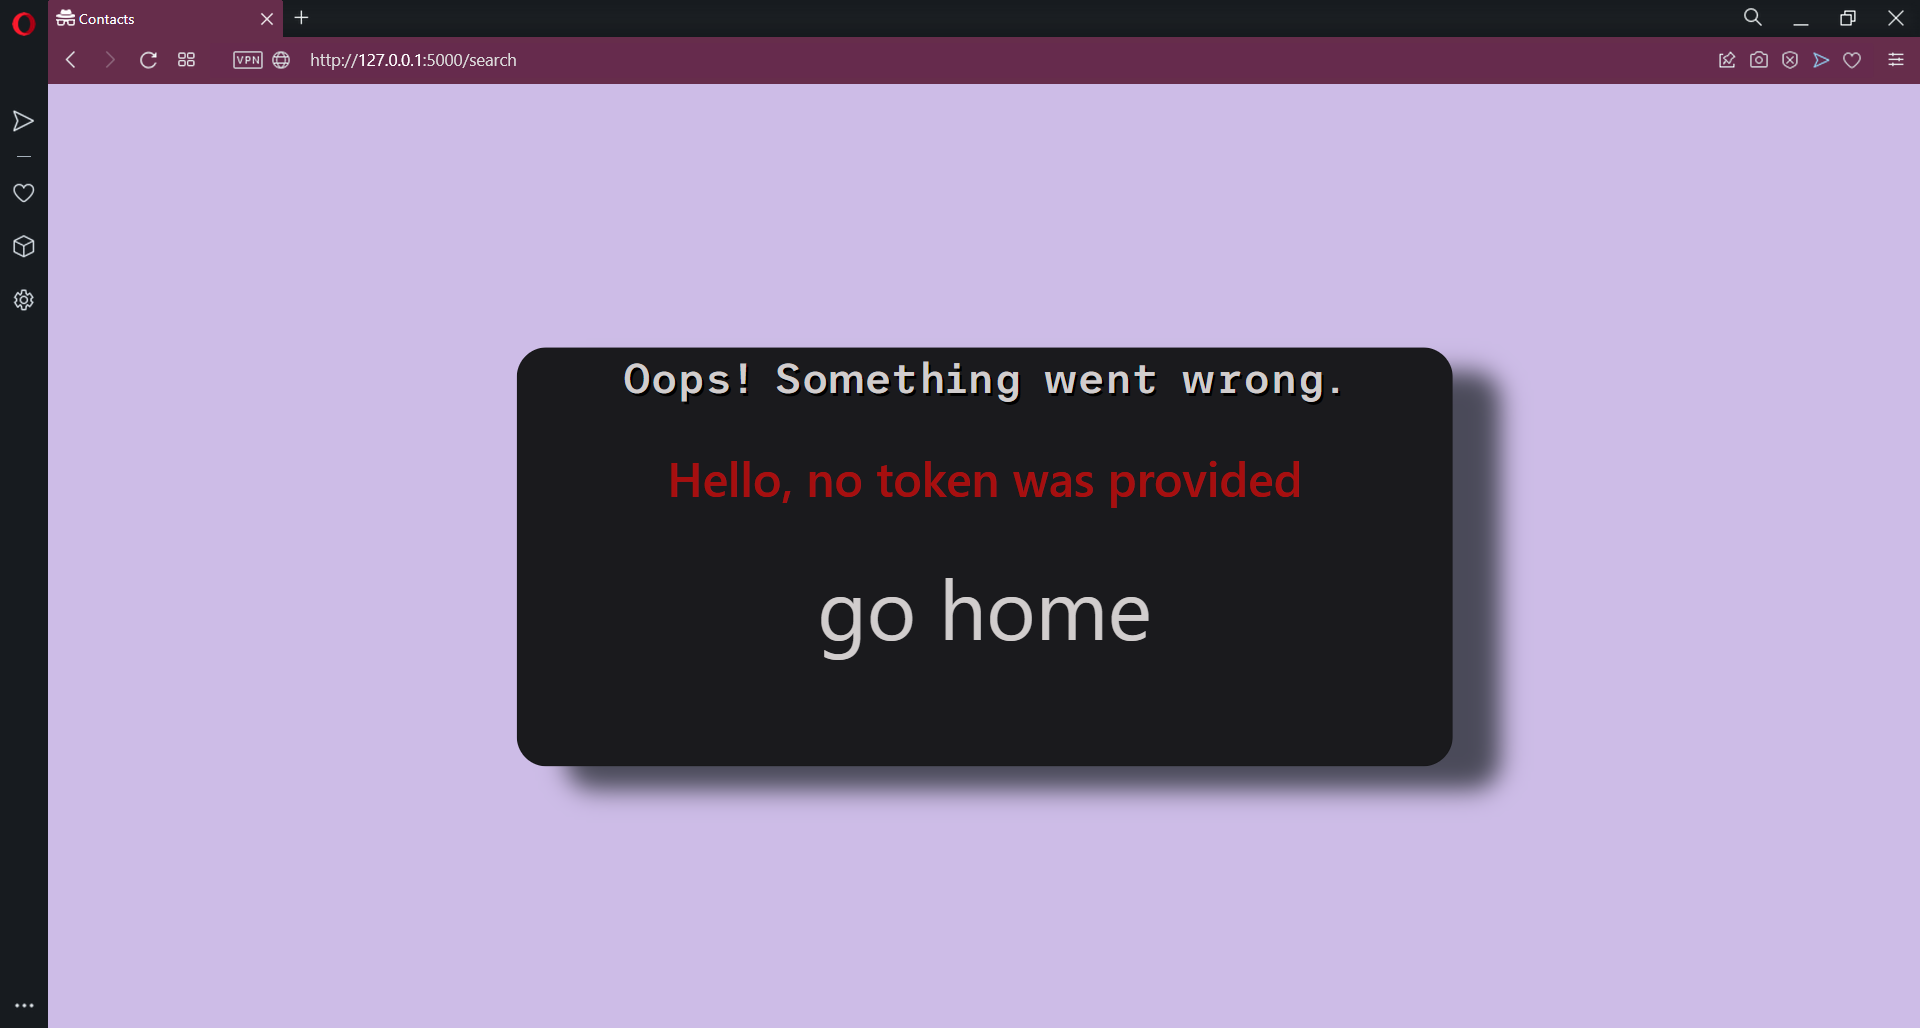 Contacts
VPN
http://127.0.0.1:5000/search
Oops! Something went wrong.
Hello, no token was provided
go home